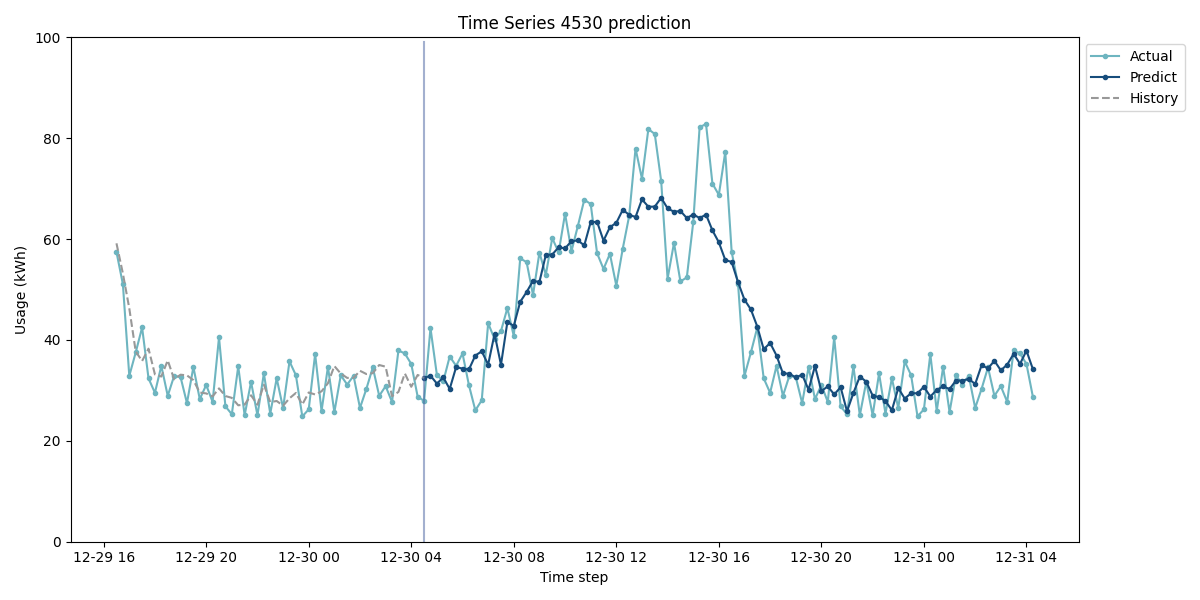 Time Series 4530 prediction
Usage (kWh)
100
80
60
40
20
0
12-29 16
12-29 20
12-30 00
12-30 04
12-30 08
12-30 12
12-30 16
12-30 20
12-31 00
12-31 04
Time step
Actual
Predict
History